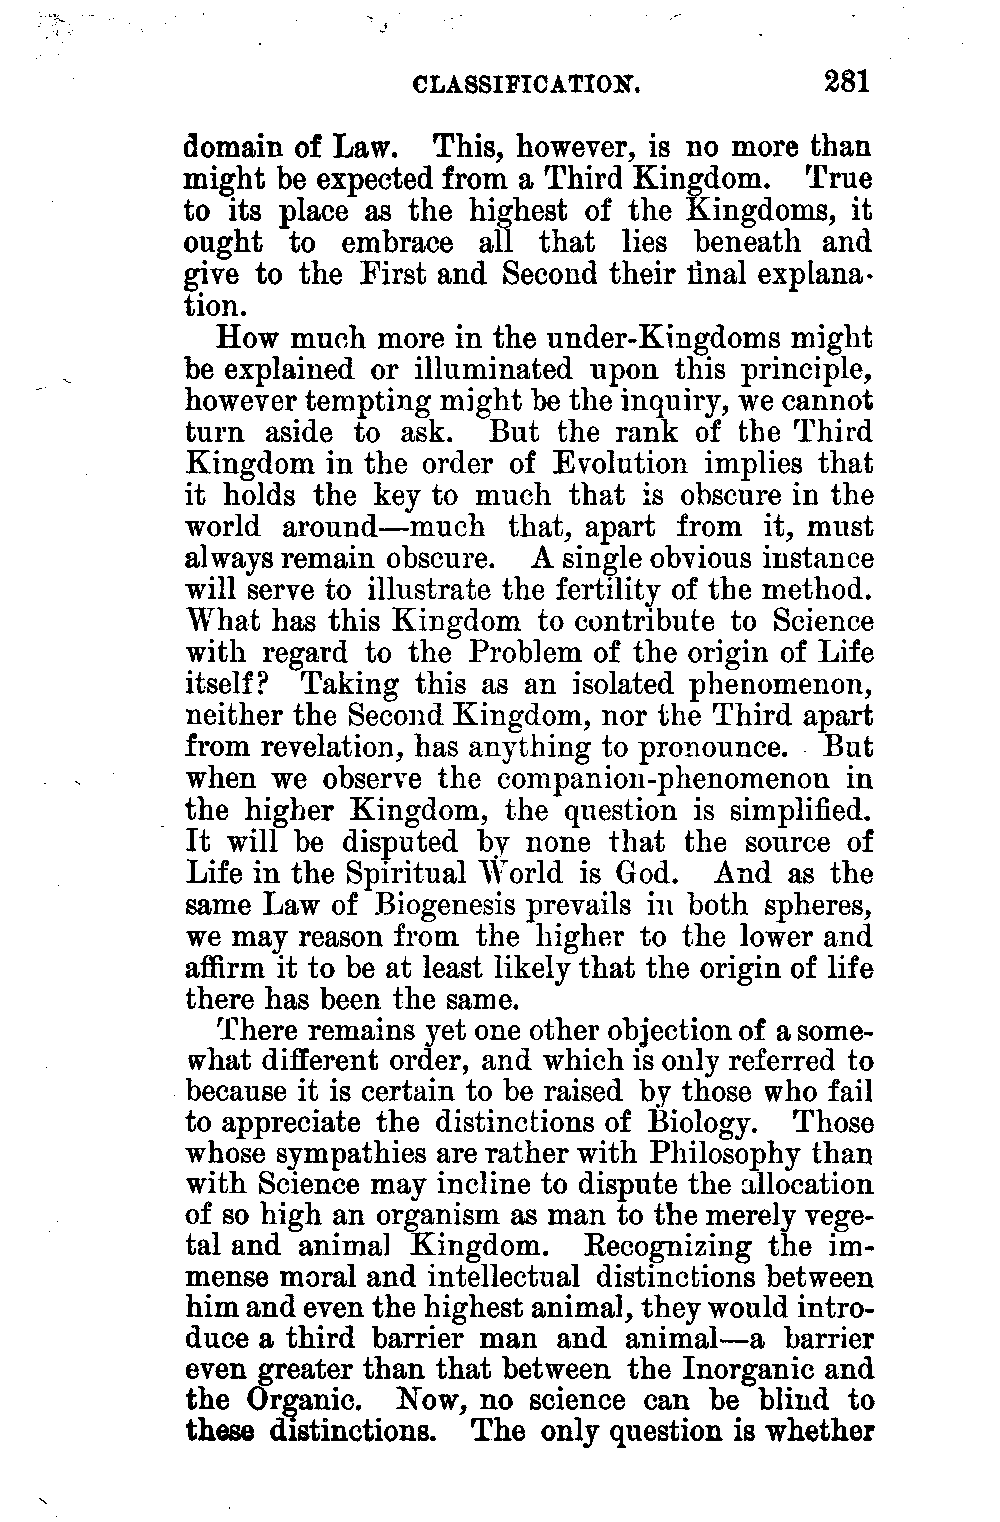 CLASSIFICATION. 281
domain of Law. This, however, is no more than
might be expected from a Third Kingdom. True
to its place as the highest of the Kingdoms, it
ought to embrace all that lies beneath and
give to the First and Second their final explana-
tion.
How much more in the under-Kingdoms might
be explained or illuminated upon this principle,
however tempting might be the inquiry, we cannot
turn aside to ask. But the rank of the Third
Kingdom in the order of Evolution implies that
it holds the key to much that is obscure in the
world around—much that, apart from it, must
always remain obscure. A single obvious instance
will serve to illustrate the fertility of the method.
What has this Kingdom to contribute to Science
with regard to the Problem of the origin of Life
itself? Taking this as an isolated phenomenon,
neither the Second Kingdom, nor the Third apart
from revelation, has anything to pronounce. But
when we observe the companion-phenomenon in
the higher Kingdom, the question is simplified.
It will be disputed by none that the source of
Life in the Spiritual World is God. And as the
same Law of Biogenesis prevails in both spheres,
we may reason from the higher to the lower and
affirm it to be at least likely that the origin of life
there has been the same.
There remains yet one other objection of a some-
what different order, and which is only referred to
because it is certain to be raised by those who fail
to appreciate the distinctions of Biology. Those
whose sympathies are rather with Philosophy than
with Science may incline to dispute the allocation
of so high an organism as man to the merely vege-
tal and animal Kingdom. Recognizing the im-
mense moral and intellectual distinctions between
him and even the highest animal, they would intro-
duce a third barrier man and animal—a barrier
even greater than that between the Inorganic and
the Organic. Now, no science can be blind to
these distinctions. The only question is whether